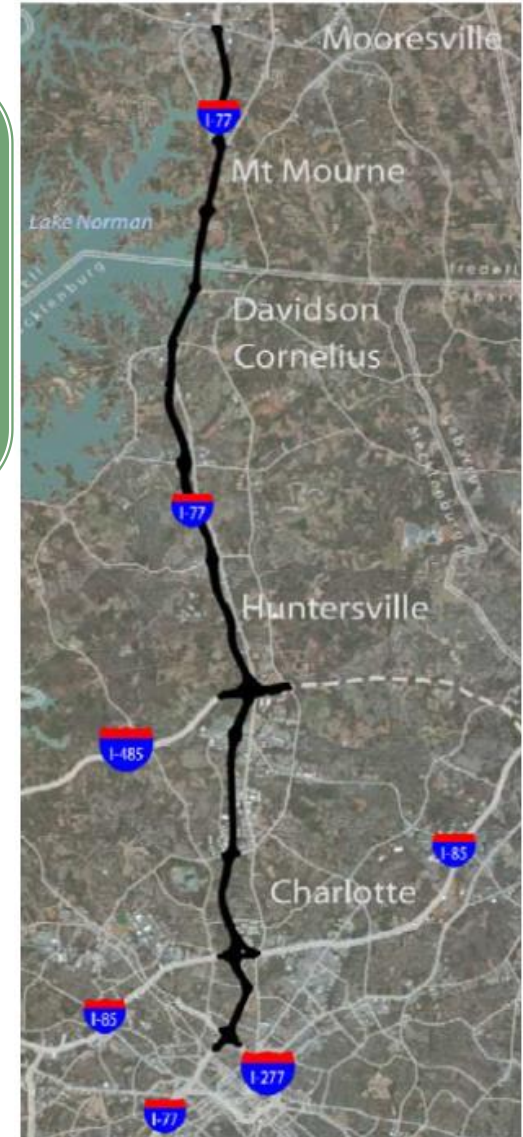 Mooresville
I-77
Mt Mourne
Lake Norman
Davidson
Cornelius
I-77
Huntersville
I-485
I-85
Charlotte
I-85
I-277
I-77